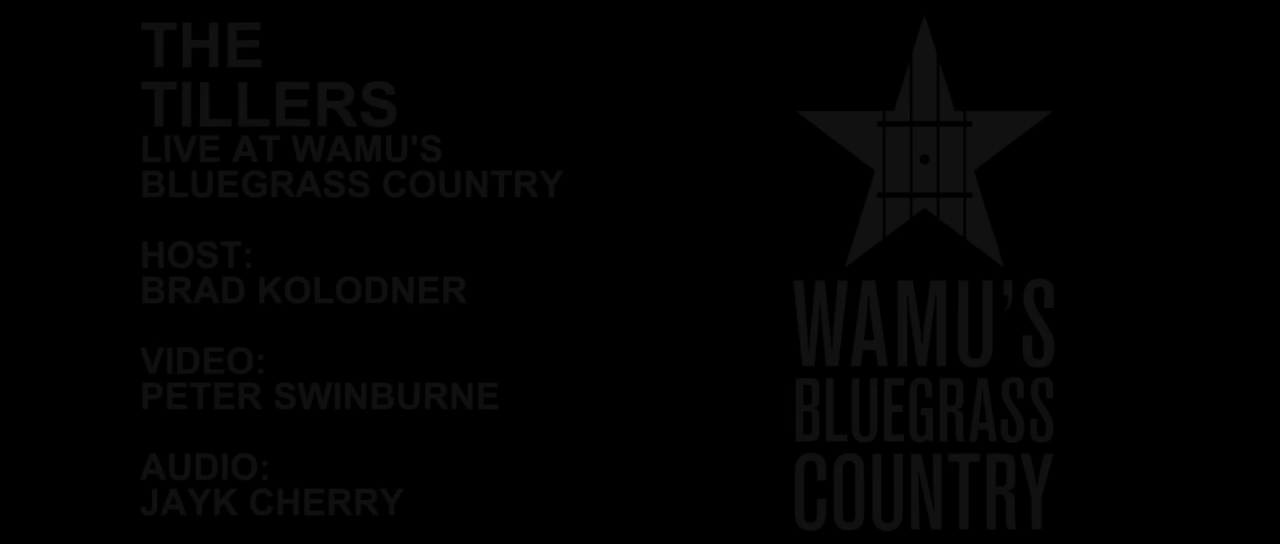 THE
TILLERS
LIVE AT WAMU'S
BLUEGRASS COUNTRY
HOST:
BRAD KOLODNER
VIDEO:
PETER SWINBURNE
AUDIO:
JAYK CHERRY
WAMU'S
BLUEGRASS
COUNTRY